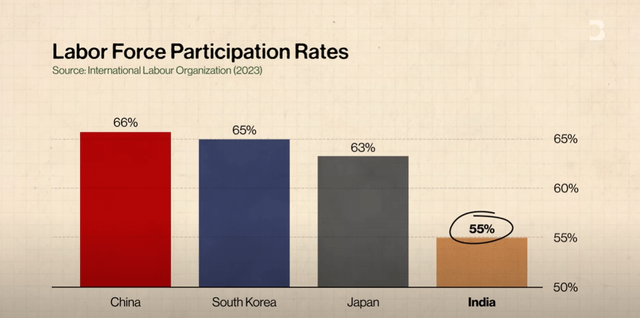 Labor Force Participation Rates
Source: International Labour Organization (2023)
66%
65%
63%
55%
65%
60%
55%
50%
China
South Korea
Japan
India